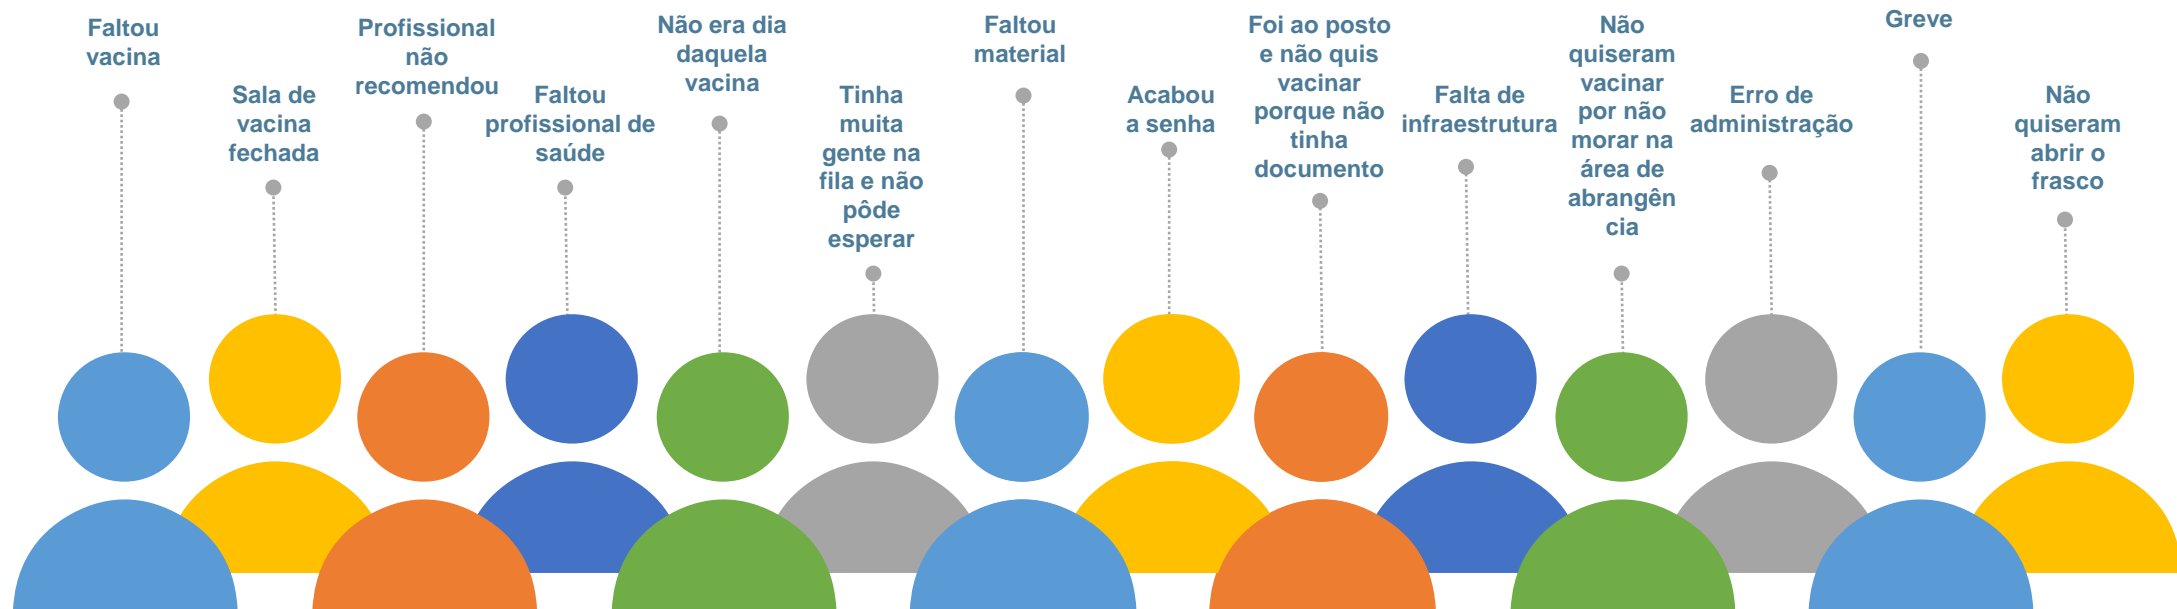 Faltou
vacina
Sala de
vacina
fechada
Profissional
não
recomendou
Faltou
profissional de
saúde
Não era dia
daquela
vacina
Tinha
muita
gente na
fila e não
pôde
esperar
Faltou
material
Acabou
a senha
Foi ao posto
e não quis
vacinar
porque não
tinha
documento
Falta de
infraestrutura
Não
quiseram
vacinar
por não
morar na
área de
abrangên
cia
Erro de
administração
Greve
Não
quiseram
abrir o
frasco